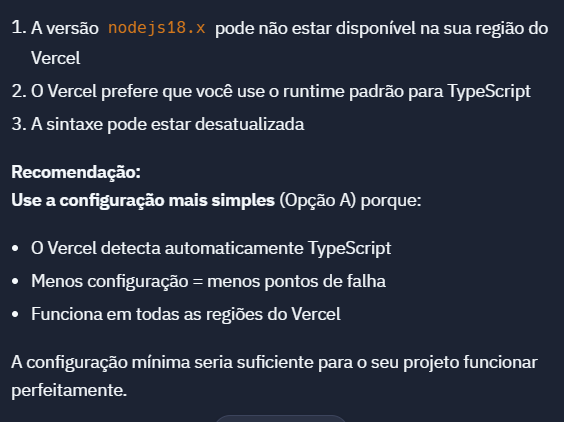 1. A versão nodejs18.x pode não estar disponível na sua região do
Vercel
2. O Vercel prefere que você use o runtime padrão para TypeScript
3. A sintaxe pode estar desatualizada
Recomendação:
Use a configuração mais simples (Opção A) porque:
• O Vercel detecta automaticamente TypeScript
• Menos configuração = menos pontos de falha
• Funciona em todas as regiões do Vercel
A configuração mínima seria suficiente para o seu projeto funcionar
perfeitamente.